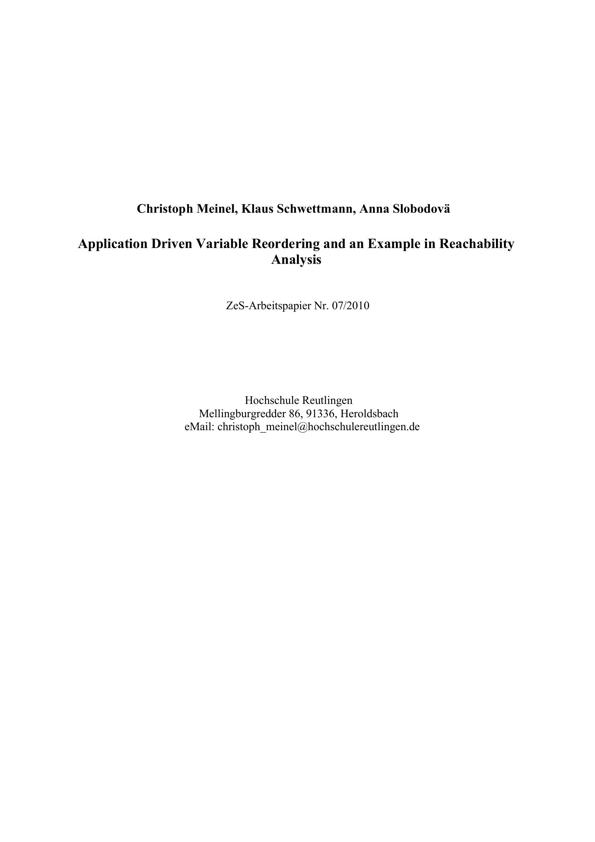 Christoph Meinel, Klaus Schwettmann, Anna Slobodovä
Application Driven Variable Reordering and an Example in Reachability
Analysis
ZeS-Arbeitspapier Nr. 07/2010
Hochschule Reutlingen
Mellingburgredder 86, 91336, Heroldsbach
eMail: christoph_meinel@hochschulereutlingen.de